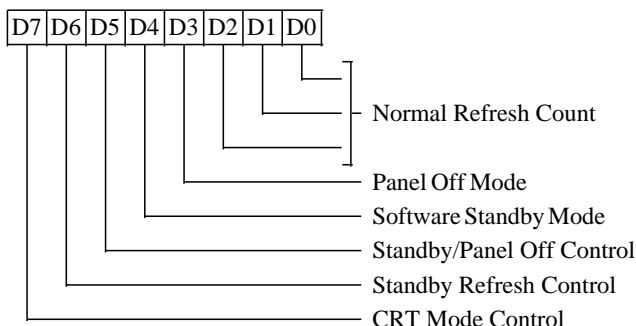 D7 D6 D5 D4 D3 D2 D1 D0
Normal Refresh Count
Panel Off Mode
Software Standby Mode
Standby/Panel Off Control
Standby Refresh Control
CRT Mode Control